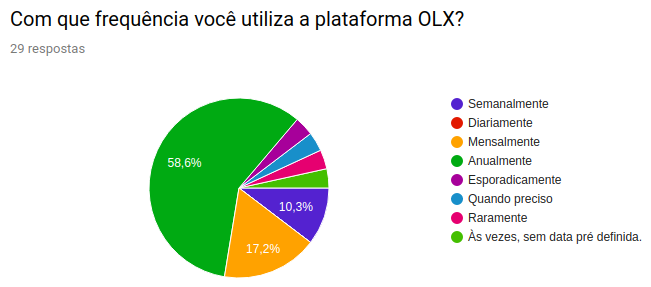 Com que frequência você utiliza a plataforma OLX?
29 respostas
58,6%
10,3%
17,2%
Semanalmente
Diariamente
Mensalmente
Anualmente
Esporadicamente
Quando preciso
Raramente
Às vezes, sem data pré definida.